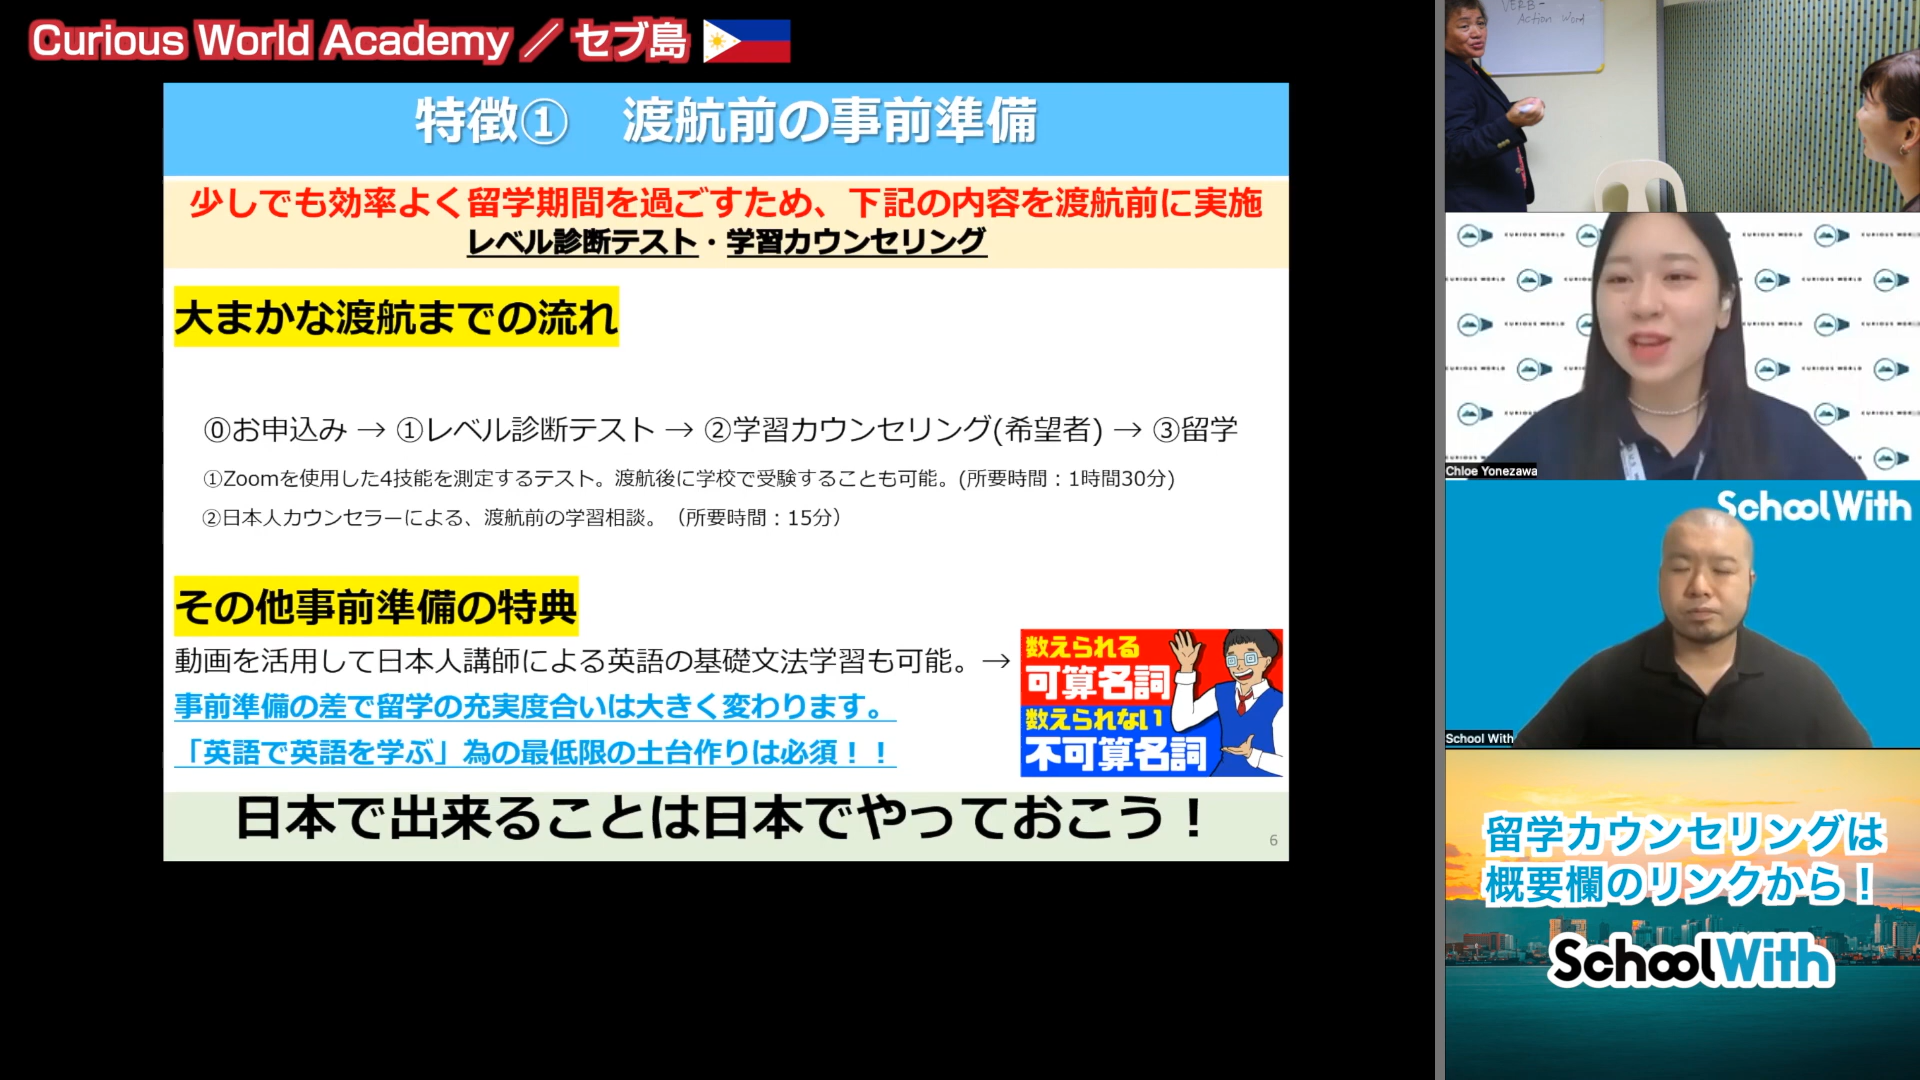 Curious World Academy／セブ島
特徴①　渡航前の事前準備
少しでも効率よく留学期間を過ごすため、下記の内容を渡航前に実施
レベル診断テスト・学習カウンセリング
大まかな渡航までの流れ
⓪お申込み → ①レベル診断テスト → ②学習カウンセリング(希望者) → ③留学
①Zoomを使用した4技能を測定するテスト。渡航後に学校で受験することも可能。(所要時間：1時間30分)
②日本人カウンセラーによる、渡航前の学習相談。（所要時間：15分）
その他事前準備の特典
動画を活用して日本人講師による英語の基礎文法学習も可能。→
事前準備の差で留学の充実度合いは大きく変わります。
「英語で英語を学ぶ」為の最低限の土台作りは必須！！
数えられる
可算名詞
数えられない
不可算名詞
日本で出来ることは日本でやっておこう！
6
VERB-
Action Word
CURIOUS WORLD
Chloe Yonezawa
SchoolWith
School With
留学カウンセリングは
概要欄のリンクから！
SchoolWith